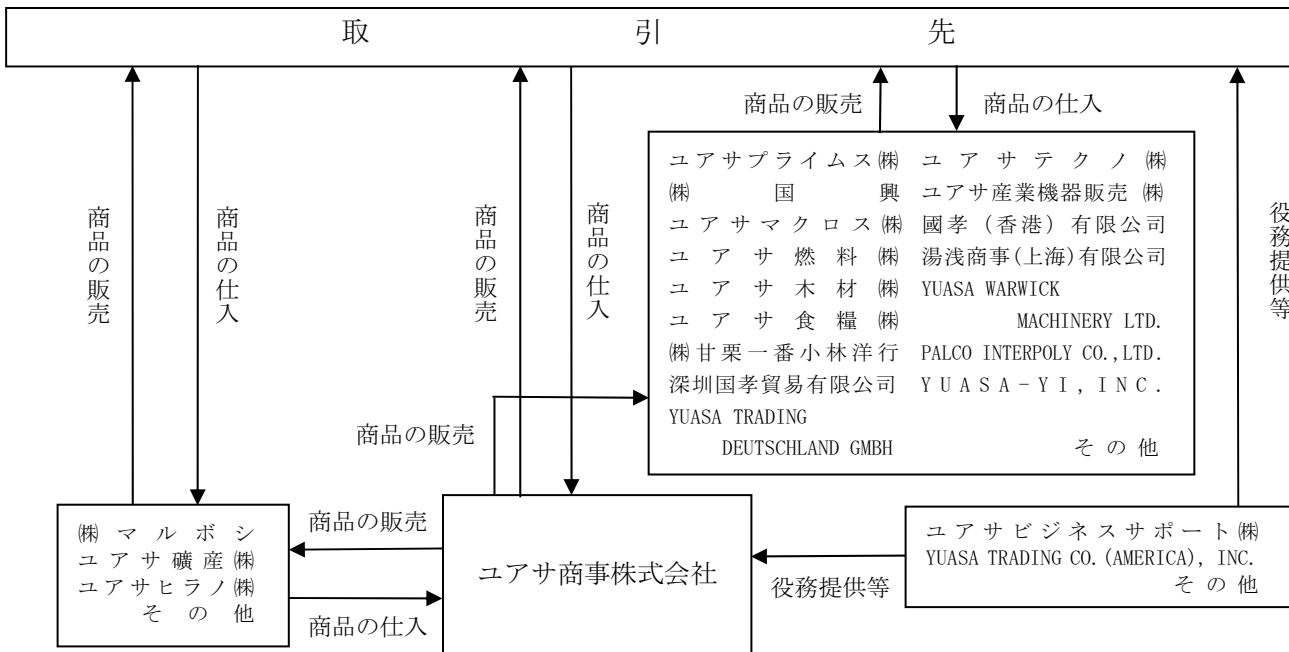 取引先
商品の販売
商品の仕入
商品の販売
商品の仕入
商品の販売
商品の仕入
役務提供等
ユアサプライムス㈱
㈱国興
ユアサマクロス㈱
ユアサ燃料㈱
ユアサ木材㈱
ユアサ食糧㈱
㈱甘栗一番小林洋行
深圳国孝貿易有限公司
YUASA TRADING
DEUTSCHLAND GMBH
ユアサテクノ㈱
ユアサ産業機器販売㈱
國孝(香港)有限公司
湯浅商事(上海)有限公司
YUASA WARWICK
MACHINERY LTD.
PALCO INTERPOLY CO.,LTD.
YUASA-YI, INC.
その他
商品の販売
㈱マルボシ
ユアサ礦産㈱
ユアサヒラノ㈱
その他
商品の販売
商品の仕入
ユアサ商事株式会社
役務提供等
ユアサビジネスサポート㈱
YUASA TRADING CO.(AMERICA), INC.
その他